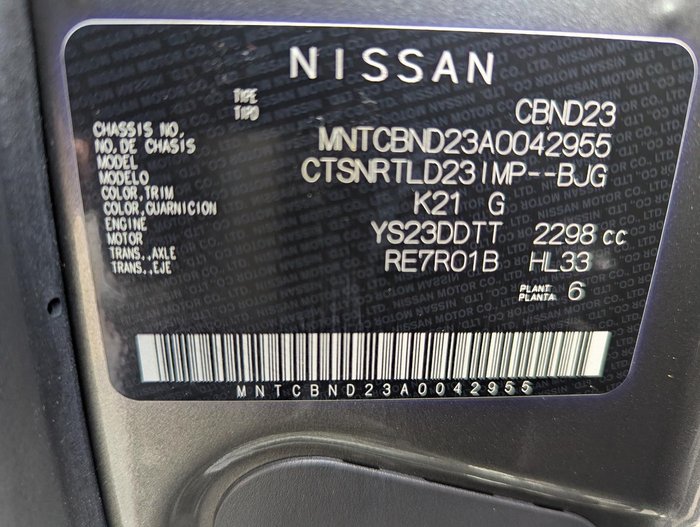 NISSAN
TYPE
TIPO CBND23
CHASSIS NO.
NO. DE CHASIS MNTCBND23A0042955
MODEL
MODELO CTSNRTLD23IMP--BJG
COLOR,TRIM
COLOR,GUARNICION K21 G
ENGINE
MOTOR YS23DDTT 2298 cc
TRANS.,AXLE
TRANS.,EJE RE7R01B HL33
PLANT
PLANTA 6
MNTCBND23A0042955